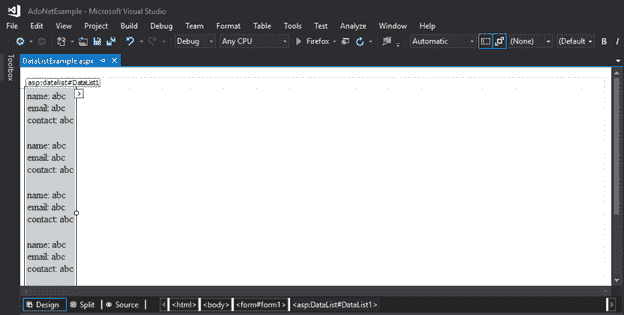 AdoNetExample - Microsoft Visual Studio
File Edit View Project Build Debug Team Format Table Tools Test Analyze Window Help
Debug Any CPU Firefox Automatic (None) (Default B I
Toolbox
DataListExample.aspx
asp:datalist#DataList1
name: abc
email: abc
contact: abc
name: abc
email: abc
contact: abc
name: abc
email: abc
contact: abc
name: abc
email: abc
contact: abc
Design Split Source <html> <body> <form#form1> <asp:DataList#DataList1>